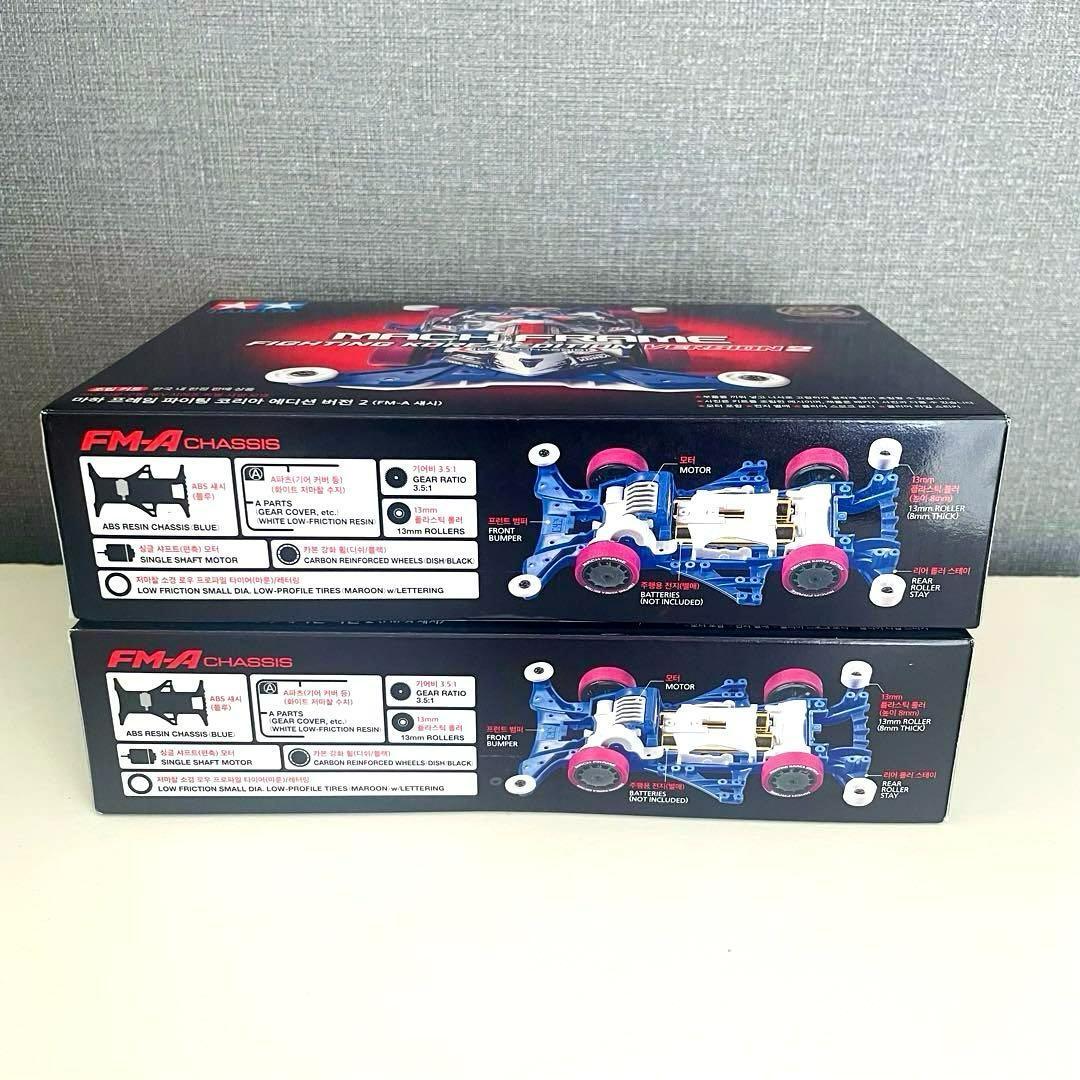 MACH FRAME
FIGHTING KOREA EDITION VERSION 2
조립 키트 한국 내 한정 판매 상품
마하 프레임 파이팅 코리아 에디션 버전 2 (FM-A 섀시)
FM-A CHASSIS
ABS 섀시
(블루)
ABS RESIN CHASSIS (BLUE)
A
A파츠(기어 커버 등)
(화이트 저마찰 수지)
A PARTS
(GEAR COVER, etc.)
(WHITE LOW-FRICTION RESIN)
기어비 3.5:1
GEAR RATIO
3.5:1
13mm
플라스틱 롤러
13mm ROLLERS
싱글 샤프트(편축) 모터
SINGLE SHAFT MOTOR
카본 강화 휠(디쉬/블랙)
CARBON REINFORCED WHEELS (DISH/BLACK)
저마찰 소경 로우 프로파일 타이어(마룬)/레터링
LOW FRICTION SMALL DIA. LOW-PROFILE TIRES (MAROON) w/LETTERING
모터
MOTOR
프런트 범퍼
FRONT
BUMPER
주행용 전지(별매)
BATTERIES
(NOT INCLUDED)
13mm
플라스틱 롤러
(높이 8mm)
13mm ROLLER
(8mm THICK)
리어 롤러 스테이
REAR
ROLLER
STAY
FM-A CHASSIS
ABS 섀시
(블루)
ABS RESIN CHASSIS (BLUE)
A
A파츠(기어 커버 등)
(화이트 저마찰 수지)
A PARTS
(GEAR COVER, etc.)
(WHITE LOW-FRICTION RESIN)
기어비 3.5:1
GEAR RATIO
3.5:1
13mm
플라스틱 롤러
13mm ROLLERS
싱글 샤프트(편축) 모터
SINGLE SHAFT MOTOR
카본 강화 휠(디쉬/블랙)
CARBON REINFORCED WHEELS (DISH/BLACK)
저마찰 소경 로우 프로파일 타이어(마룬)/레터링
LOW FRICTION SMALL DIA. LOW-PROFILE TIRES (MAROON) w/LETTERING
모터
MOTOR
프런트 범퍼
FRONT
BUMPER
주행용 전지(별매)
BATTERIES
(NOT INCLUDED)
13mm
플라스틱 롤러
(높이 8mm)
13mm ROLLER
(8mm THICK)
리어 롤러 스테이
REAR
ROLLER
STAY